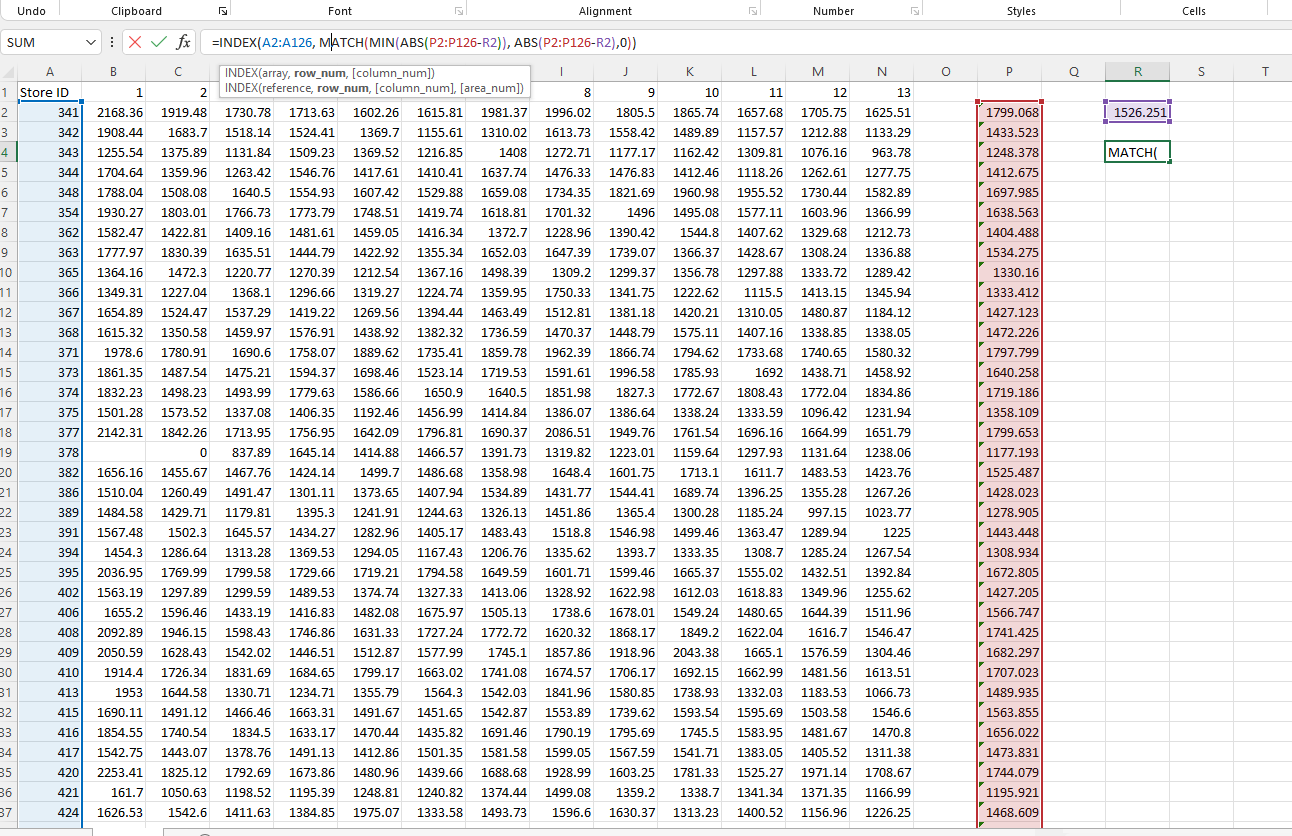 Undo Clipboard Font Alignment Number Styles Cells
SUM fx =INDEX(A2:A126, MATCH(MIN(ABS(P2:P126-R2)), ABS(P2:P126-R2),0))
A B C I J K L M N O P Q R S T
INDEX(array, row_num, [column_num])
INDEX(reference, row_num, [column_num], [area_num])
1 Store ID 1 2 8 9 10 11 12 13
2 341 2168.36 1919.48 1730.78 1713.63 1602.26 1615.81 1981.37 1996.02 1805.5 1865.74 1657.68 1705.75 1625.51 1799.068 1526.251
3 342 1908.44 1683.7 1518.14 1524.41 1369.7 1155.61 1310.02 1613.73 1558.42 1489.89 1157.57 1212.88 1133.29 1433.523
4 343 1255.54 1375.89 1131.84 1509.23 1369.52 1216.85 1408 1272.71 1177.17 1162.42 1309.81 1076.16 963.78 1248.378 MATCH(
5 344 1704.64 1359.96 1263.42 1546.76 1417.61 1410.41 1637.74 1476.33 1476.83 1412.46 1118.26 1262.61 1277.75 1412.675
6 348 1788.04 1508.08 1640.5 1554.93 1607.42 1529.88 1659.08 1734.35 1821.69 1960.98 1955.52 1730.44 1582.89 1697.985
7 354 1930.27 1803.01 1766.73 1773.79 1748.51 1419.74 1618.81 1701.32 1496 1495.08 1577.11 1603.96 1366.99 1638.563
8 362 1582.47 1422.81 1409.16 1481.61 1459.05 1416.34 1372.7 1228.96 1390.42 1544.8 1407.62 1329.68 1212.73 1404.488
9 363 1777.97 1830.39 1635.51 1444.79 1422.92 1355.34 1652.03 1647.39 1739.07 1366.37 1428.67 1308.24 1336.88 1534.275
10 365 1364.16 1472.3 1220.77 1270.39 1212.54 1367.16 1498.39 1309.2 1299.37 1356.78 1297.88 1333.72 1289.42 1330.16
11 366 1349.31 1227.04 1368.1 1296.66 1319.27 1224.74 1359.95 1750.33 1341.75 1222.62 1115.5 1413.15 1345.94 1333.412
12 367 1654.89 1524.47 1537.29 1419.22 1269.56 1394.44 1463.49 1512.81 1381.18 1420.21 1310.05 1480.87 1184.12 1427.123
13 368 1615.32 1350.58 1459.97 1576.91 1438.92 1382.32 1736.59 1470.37 1448.79 1575.11 1407.16 1338.85 1338.05 1472.226
14 371 1978.6 1780.91 1690.6 1758.07 1889.62 1735.41 1859.78 1962.39 1866.74 1794.62 1733.68 1740.65 1580.32 1797.799
15 373 1861.35 1487.54 1475.21 1594.37 1698.46 1523.14 1719.53 1591.61 1996.58 1785.93 1692 1438.71 1458.92 1640.258
16 374 1832.23 1498.23 1493.99 1779.63 1586.66 1650.9 1640.5 1851.98 1827.3 1772.67 1808.43 1772.04 1834.86 1719.186
17 375 1501.28 1573.52 1337.08 1406.35 1192.46 1456.99 1414.84 1386.07 1386.64 1338.24 1333.59 1096.42 1231.94 1358.109
18 377 2142.31 1842.26 1713.95 1756.95 1642.09 1796.81 1690.37 2086.51 1949.76 1761.54 1696.16 1664.99 1651.79 1799.653
19 378 0 837.89 1645.14 1414.88 1466.57 1391.73 1319.82 1223.01 1159.64 1297.93 1131.64 1238.06 1177.193
20 382 1656.16 1455.67 1467.76 1424.14 1499.7 1486.68 1358.98 1648.4 1601.75 1713.1 1611.7 1483.53 1423.76 1525.487
21 386 1510.04 1260.49 1491.47 1301.11 1373.65 1407.94 1534.89 1431.77 1544.41 1689.74 1396.25 1355.28 1267.26 1428.023
22 389 1484.58 1429.71 1179.81 1395.3 1241.91 1244.63 1326.13 1451.86 1365.4 1300.28 1185.24 997.15 1023.77 1278.905
23 391 1567.48 1502.3 1645.57 1434.27 1282.96 1405.17 1483.43 1518.8 1546.98 1499.46 1363.47 1289.94 1225 1443.448
24 394 1454.3 1286.64 1313.28 1369.53 1294.05 1167.43 1206.76 1335.62 1393.7 1333.35 1308.7 1285.24 1267.54 1308.934
25 395 2036.95 1769.99 1799.58 1729.66 1719.21 1794.58 1649.59 1601.71 1599.46 1665.37 1555.02 1432.51 1392.84 1672.805
26 402 1563.19 1297.89 1299.59 1489.53 1374.74 1327.33 1413.06 1328.92 1622.98 1612.03 1618.83 1349.96 1255.62 1427.205
27 406 1655.2 1596.46 1433.19 1416.83 1482.08 1675.97 1505.13 1738.6 1678.01 1549.24 1480.65 1644.39 1511.96 1566.747
28 408 2092.89 1946.15 1598.43 1746.86 1631.33 1727.24 1772.72 1620.32 1868.17 1849.2 1622.04 1616.7 1546.47 1741.425
29 409 2050.59 1628.43 1542.02 1446.51 1512.87 1577.99 1745.1 1857.86 1918.96 2043.38 1665.1 1576.59 1304.46 1682.297
30 410 1914.4 1726.34 1831.69 1684.65 1799.17 1663.02 1741.08 1674.57 1706.17 1692.15 1662.99 1481.56 1613.51 1707.023
31 413 1953 1644.58 1330.71 1234.71 1355.79 1564.3 1542.03 1841.96 1580.85 1738.93 1332.03 1183.53 1066.73 1489.935
32 415 1690.11 1491.12 1466.46 1663.31 1491.67 1451.65 1542.87 1553.89 1739.62 1593.54 1595.69 1503.58 1546.6 1563.855
33 416 1854.55 1740.54 1834.5 1633.17 1470.44 1435.82 1691.46 1790.19 1795.69 1745.5 1583.95 1481.67 1470.8 1656.022
34 417 1542.75 1443.07 1378.76 1491.13 1412.86 1501.35 1581.58 1599.05 1567.59 1541.71 1383.05 1405.52 1311.38 1473.831
35 420 2253.41 1825.12 1792.69 1673.86 1480.96 1439.66 1688.68 1928.99 1603.25 1781.33 1525.27 1971.14 1708.67 1744.079
36 421 161.7 1050.63 1198.52 1195.39 1248.81 1240.82 1374.44 1499.08 1359.2 1338.7 1341.34 1371.35 1166.99 1195.921
37 424 1626.53 1542.6 1411.63 1384.85 1975.07 1333.58 1493.73 1596.6 1630.37 1313.23 1400.52 1156.96 1226.25 1468.609